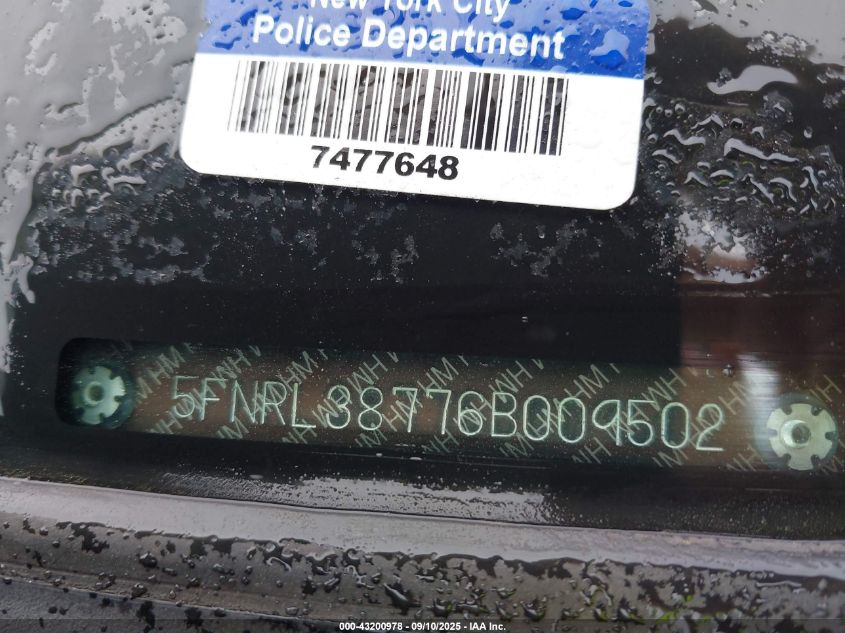 New York City
Police Department
7477648
5FNRL38776B009502
000-43200978 - 09/10/2025 - IAA Inc.